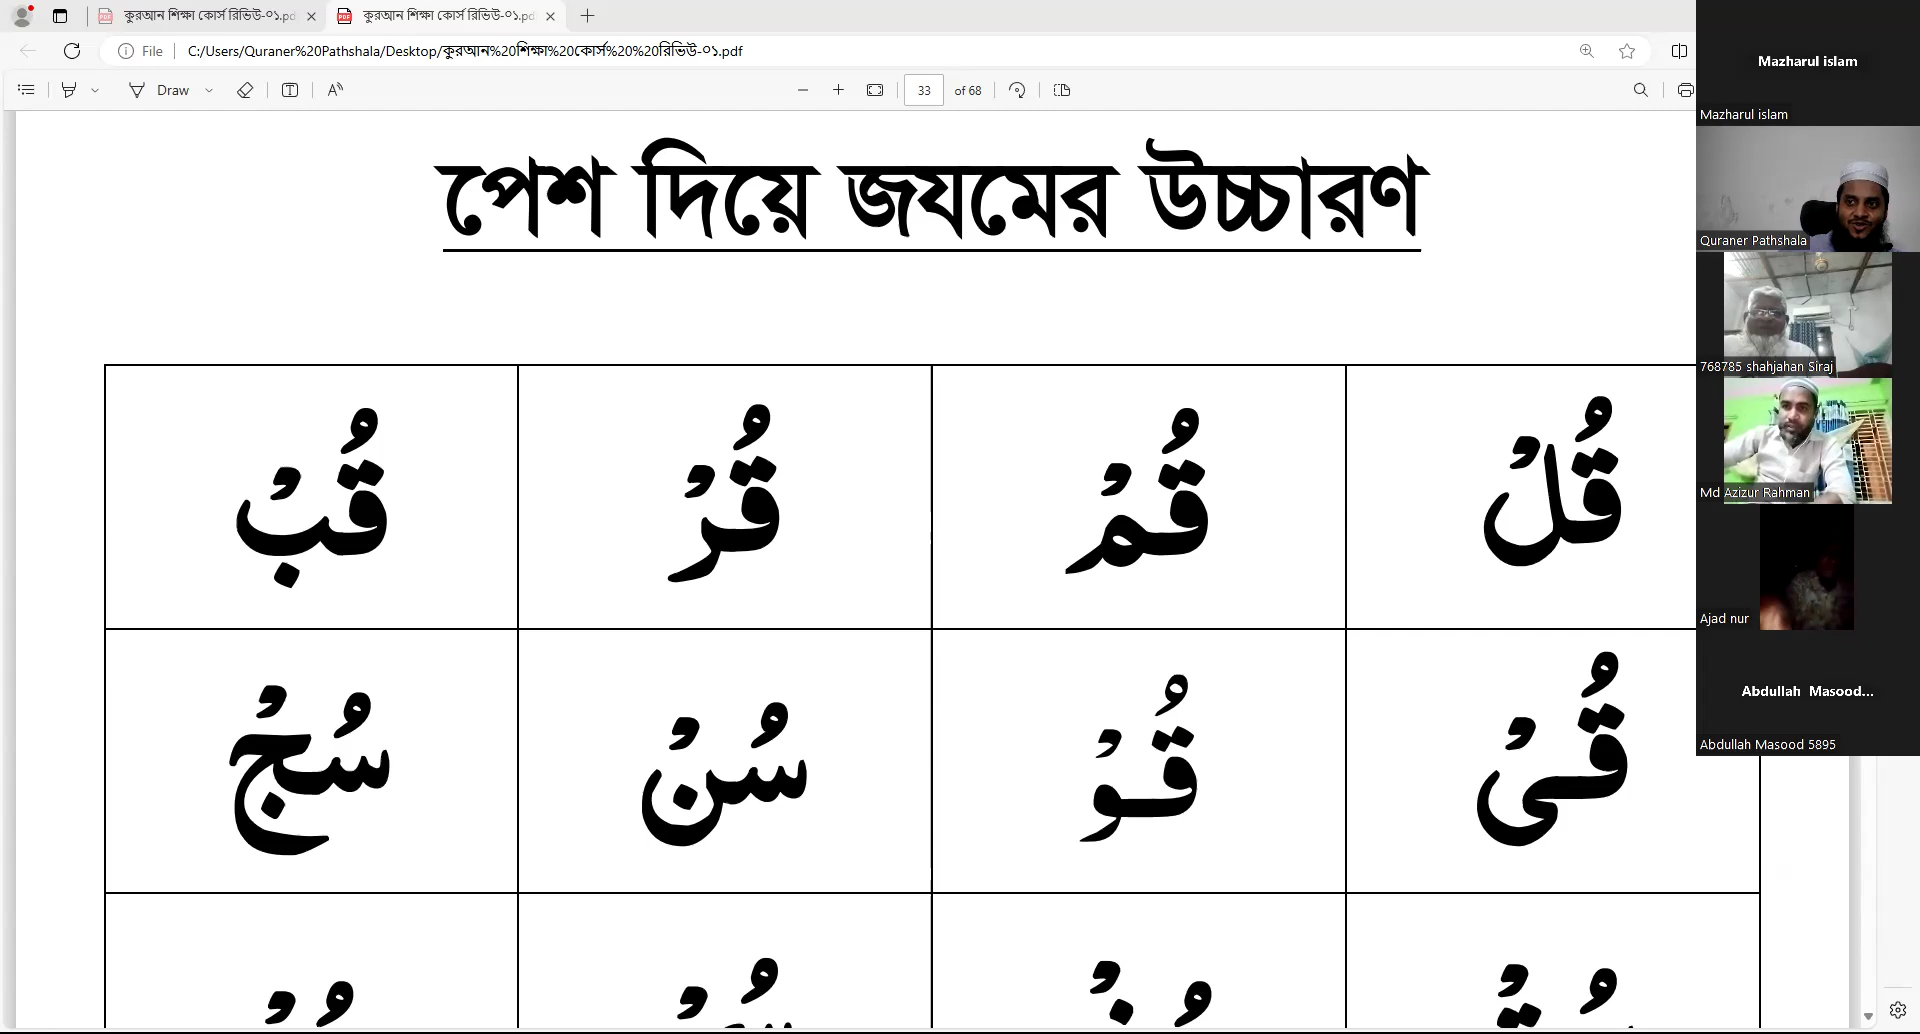 কুরআন শিক্ষা কোর্স রিভিউ-০১.pd
কুরআন শিক্ষা কোর্স রিভিউ-০১.pd
File
C:/Users/Quraner%20Pathshala/Desktop/কুরআন%20শিক্ষা%20কোর্স%20%20রিভিউ-০১.pdf
Draw
33 of 68
পেশ দিয়ে জযমের উচ্চারণ
قُلْ قُمْ قُرْ قُبْ
قُىْ قُوْ سُنْ سُجْ
Mazharul islam
Mazharul islam
Quraner Pathshala
768785 shahjahan Siraj
Md Azizur Rahman
Ajad nur
Abdullah Masood...
Abdullah Masood 5895